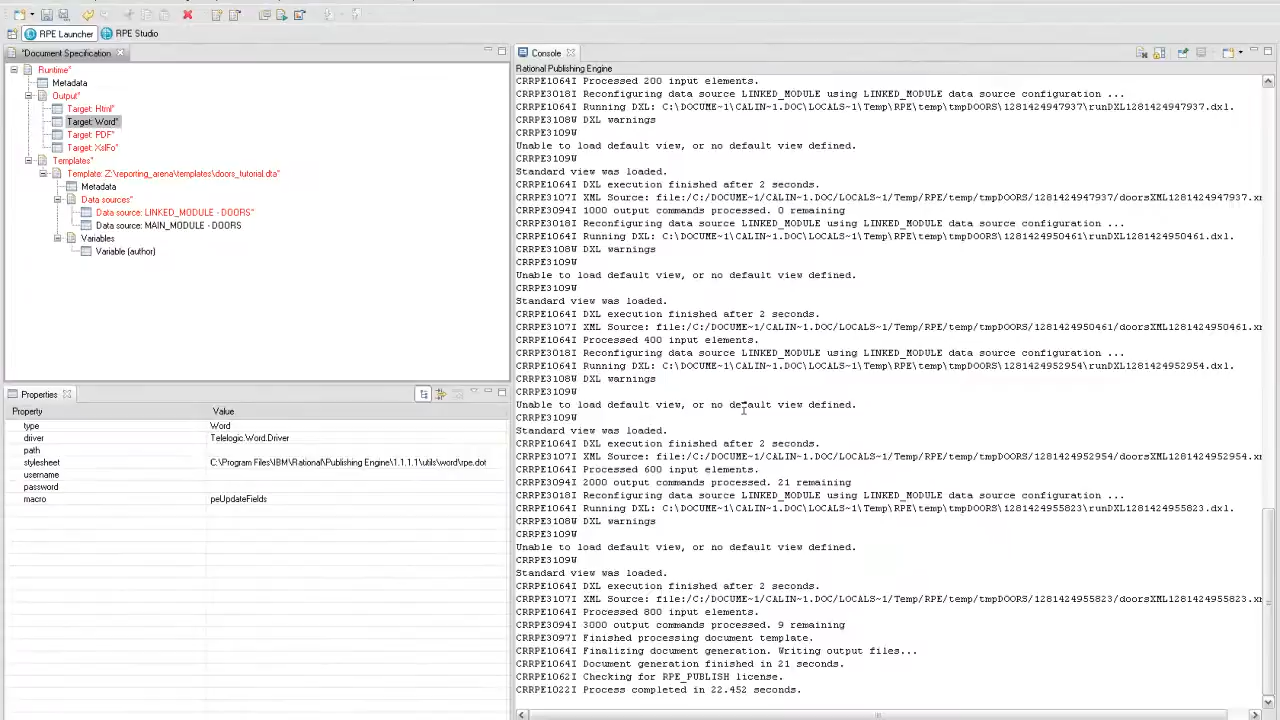 RPE Launcher
RPE Studio
*Document Specification
Runtime*
Metadata
Output*
Target: Html*
Target: Word*
Target: PDF*
Target: XslFo*
Templates*
Template: Z:\reporting_arena\templates\doors_tutorial.dta*
Metadata
Data sources*
Data source: LINKED_MODULE - DOORS*
Data source: MAIN_MODULE - DOORS
Variables
Variable (author)
Properties
Property Value
type Word
driver Telelogic.Word.Driver
path
stylesheet C:\Program Files\IBM\Rational\Publishing Engine\1.1.1.1\utils\word\rpe.dot
username
password
macro peUpdateFields
Console
Rational Publishing Engine
CRRPE1064I Processed 200 input elements.
CRRPE3018I Reconfiguring data source LINKED_MODULE using LINKED_MODULE data source configuration ...
CRRPE1064I Running DXL: C:\DOCUME~1\CALIN~1.DOC\LOCALS~1\Temp\RPE\temp\tmpDOORS\1281424947937\runDXL1281424947937.dxl.
CRRPE3108W DXL warnings
CRRPE3109W
Unable to load default view, or no default view defined.
CRRPE3109W
Standard view was loaded.
CRRPE1064I DXL execution finished after 2 seconds.
CRRPE3107I XML Source: file:/C:/DOCUME~1/CALIN~1.DOC/LOCALS~1/Temp/RPE/temp/tmpDOORS/1281424947937/doorsXML1281424947937.xm
CRRPE3094I 1000 output commands processed. 0 remaining
CRRPE3018I Reconfiguring data source LINKED_MODULE using LINKED_MODULE data source configuration ...
CRRPE1064I Running DXL: C:\DOCUME~1\CALIN~1.DOC\LOCALS~1\Temp\RPE\temp\tmpDOORS\1281424950461\runDXL1281424950461.dxl.
CRRPE3108W DXL warnings
CRRPE3109W
Unable to load default view, or no default view defined.
CRRPE3109W
Standard view was loaded.
CRRPE1064I DXL execution finished after 2 seconds.
CRRPE3107I XML Source: file:/C:/DOCUME~1/CALIN~1.DOC/LOCALS~1/Temp/RPE/temp/tmpDOORS/1281424950461/doorsXML1281424950461.xm
CRRPE1064I Processed 400 input elements.
CRRPE3018I Reconfiguring data source LINKED_MODULE using LINKED_MODULE data source configuration ...
CRRPE1064I Running DXL: C:\DOCUME~1\CALIN~1.DOC\LOCALS~1\Temp\RPE\temp\tmpDOORS\1281424952954\runDXL1281424952954.dxl.
CRRPE3108W DXL warnings
CRRPE3109W
Unable to load default view, or no default view defined.
CRRPE3109W
Standard view was loaded.
CRRPE1064I DXL execution finished after 2 seconds.
CRRPE3107I XML Source: file:/C:/DOCUME~1/CALIN~1.DOC/LOCALS~1/Temp/RPE/temp/tmpDOORS/1281424952954/doorsXML1281424952954.xm
CRRPE1064I Processed 600 input elements.
CRRPE3094I 2000 output commands processed. 21 remaining
CRRPE3018I Reconfiguring data source LINKED_MODULE using LINKED_MODULE data source configuration ...
CRRPE1064I Running DXL: C:\DOCUME~1\CALIN~1.DOC\LOCALS~1\Temp\RPE\temp\tmpDOORS\1281424955823\runDXL1281424955823.dxl.
CRRPE3108W DXL warnings
CRRPE3109W
Unable to load default view, or no default view defined.
CRRPE3109W
Standard view was loaded.
CRRPE1064I DXL execution finished after 2 seconds.
CRRPE3107I XML Source: file:/C:/DOCUME~1/CALIN~1.DOC/LOCALS~1/Temp/RPE/temp/tmpDOORS/1281424955823/doorsXML1281424955823.xm
CRRPE1064I Processed 800 input elements.
CRRPE3094I 3000 output commands processed. 9 remaining
CRRPE3097I Finished processing document template.
CRRPE1064I Finalizing document generation. Writing output files...
CRRPE1064I Document generation finished in 21 seconds.
CRRPE1062I Checking for RPE_PUBLISH license.
CRRPE1022I Process completed in 22.452 seconds.